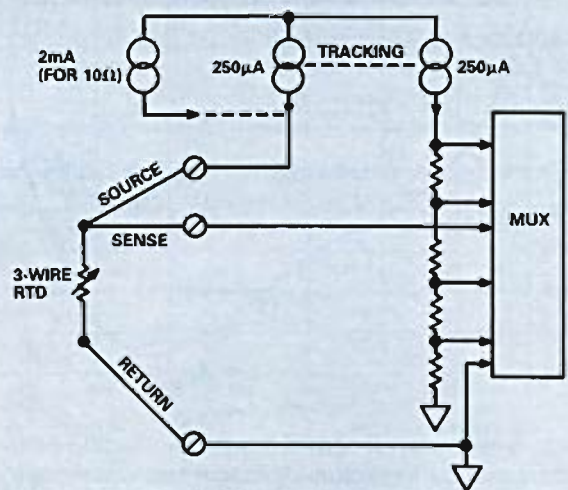 2mA
(FOR 10Ω)
250μA
TRACKING
250μA
SOURCE
SENSE
MUX
3-WIRE
RTD
RETURN